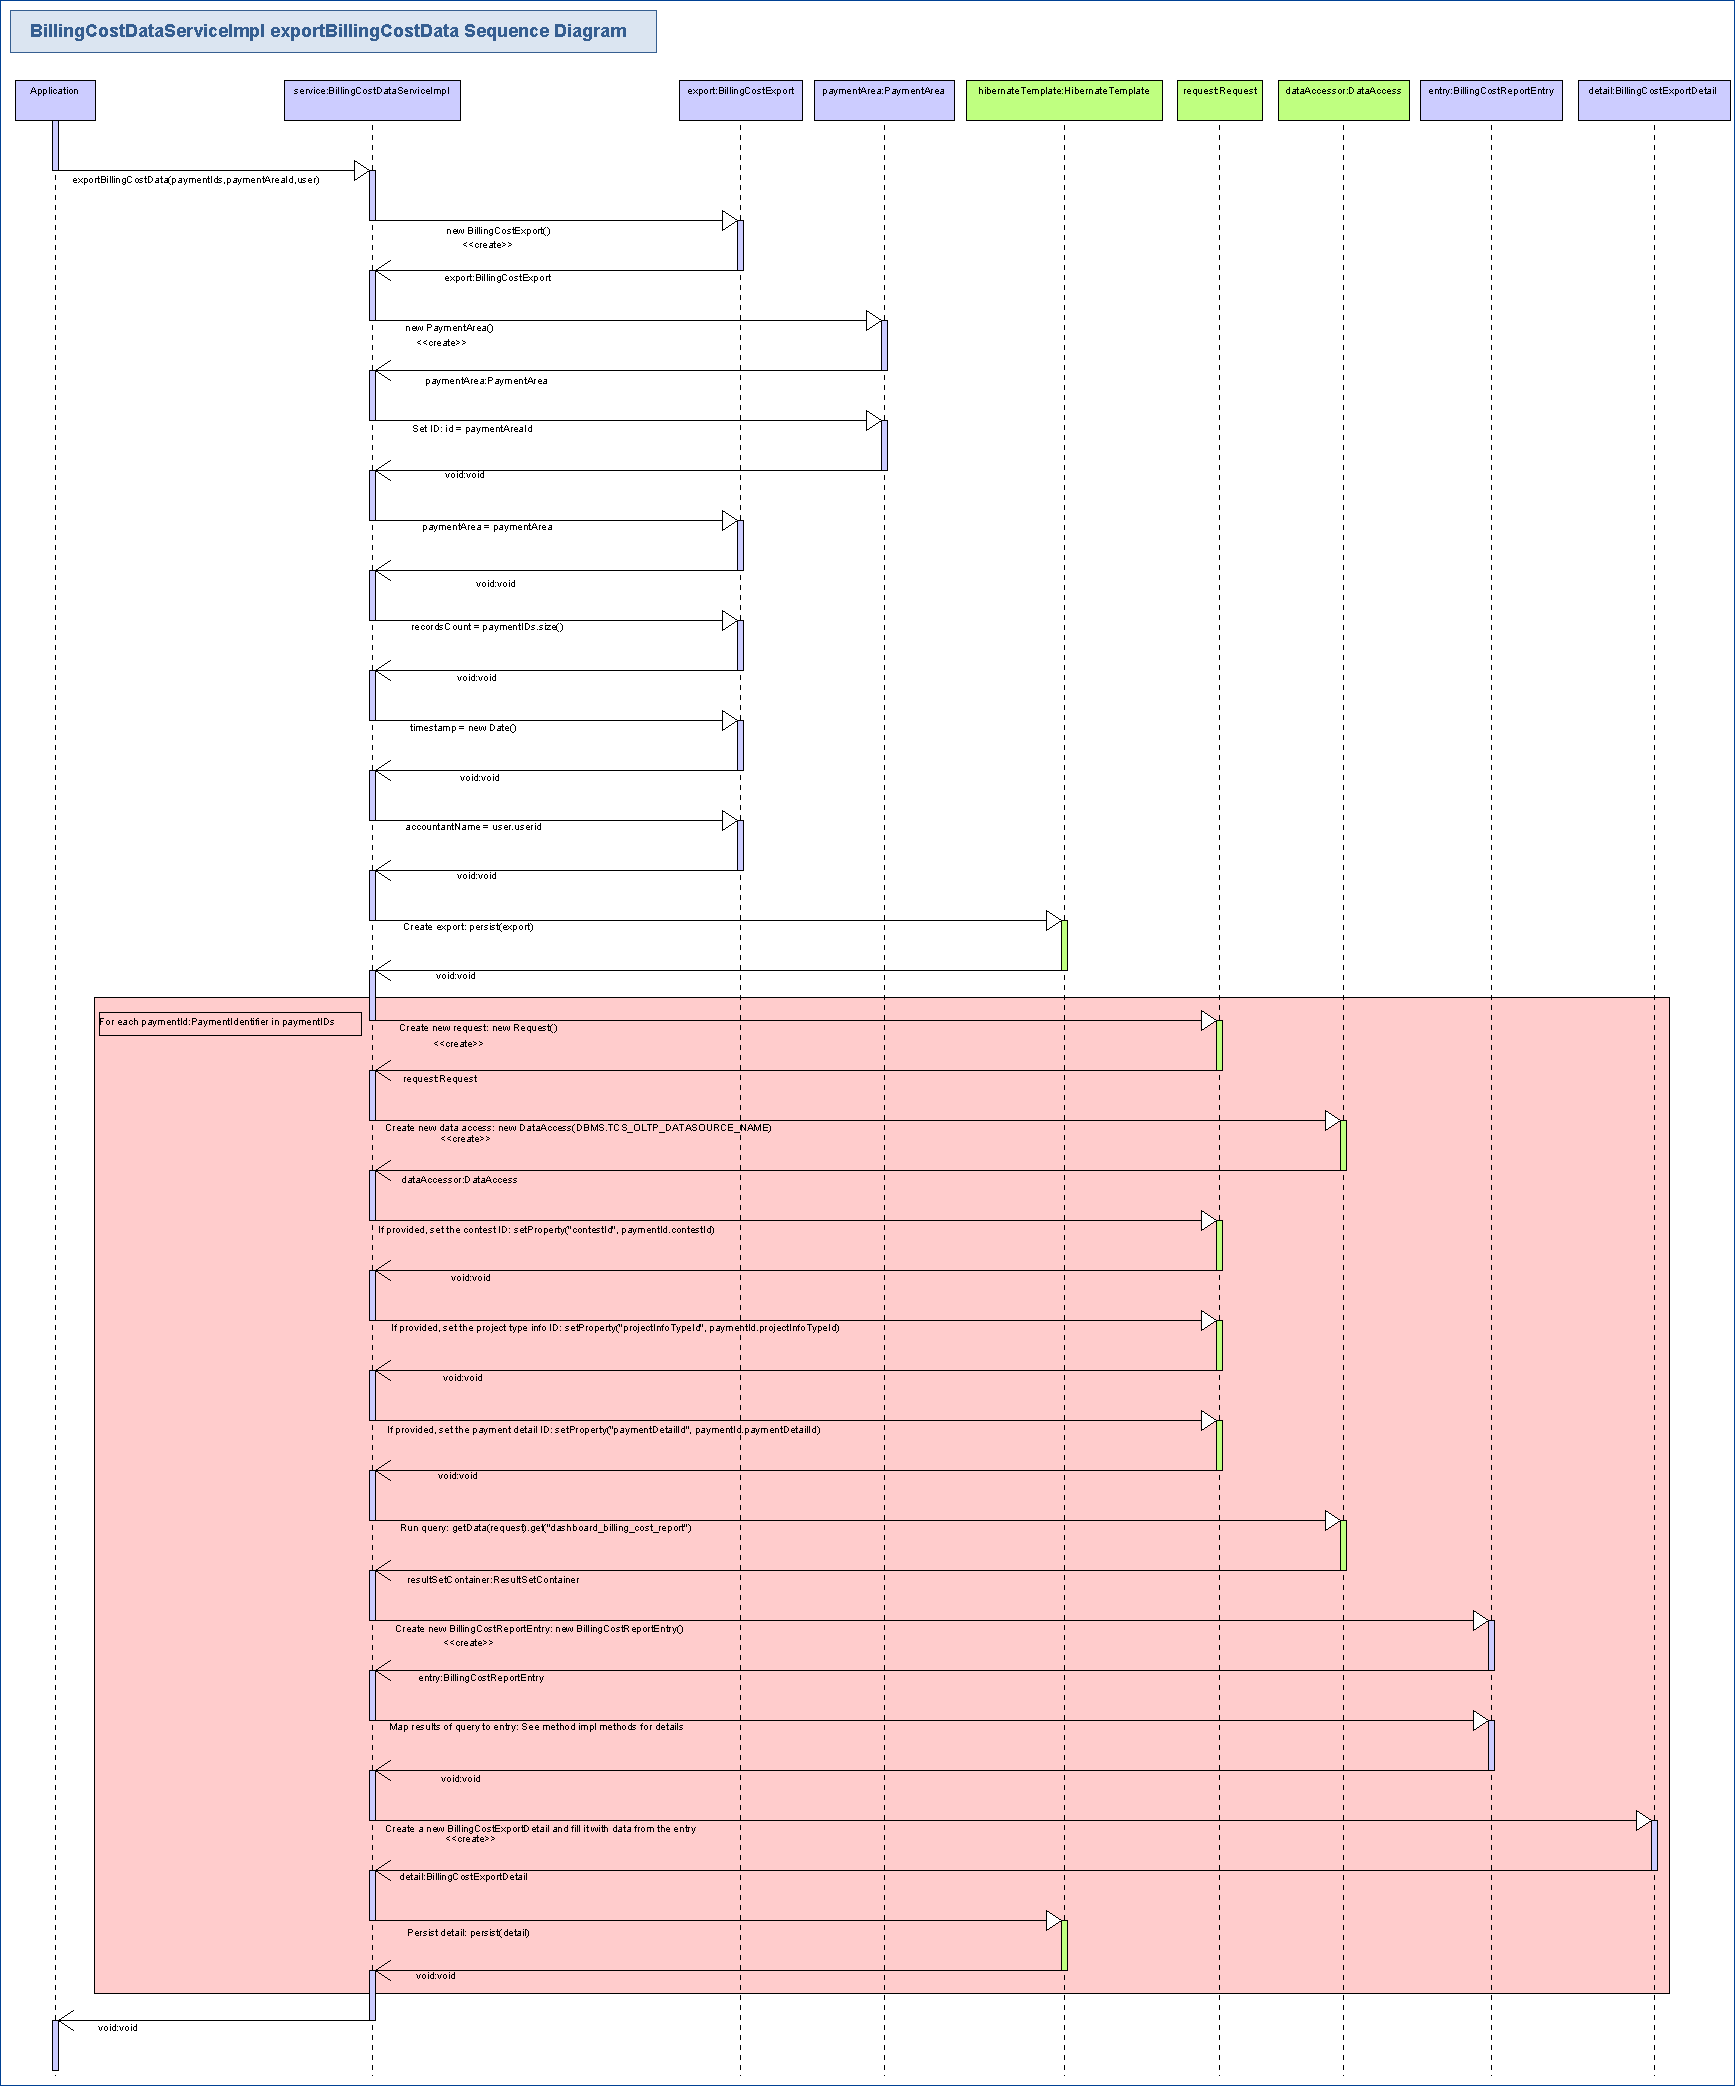 BillingCostDataServiceImpl exportBillingCostData Sequence Diagram
Application
service:BillingCostDataServiceImpl
export:BillingCostExport
paymentArea:PaymentArea
hibernateTemplate:HibernateTemplate
request:Request
dataAccessor:DataAccess
entry:BillingCostReportEntry
detail:BillingCostExportDetail
exportBillingCostData(paymentIds,paymentAreaId,user)
new BillingCostExport()
<<create>>
export:BillingCostExport
new PaymentArea()
<<create>>
paymentArea:PaymentArea
Set ID: id = paymentAreaId
void:void
paymentArea = paymentArea
void:void
recordsCount = paymentIDs.size()
void:void
timestamp = new Date()
void:void
accountantName = user.userid
void:void
Create export: persist(export)
void:void
For each paymentId:PaymentIdentifier in paymentIDs
Create new request: new Request()
<<create>>
request:Request
Create new data access: new DataAccess(DBMS.TCS_OLTP_DATASOURCE_NAME)
<<create>>
dataAccessor:DataAccess
If provided, set the contest ID: setProperty("contestId", paymentId.contestId)
void:void
If provided, set the project type info ID: setProperty("projectInfoTypeId", paymentId.projectInfoTypeId)
void:void
If provided, set the payment detail ID: setProperty("paymentDetailId", paymentId.paymentDetailId)
void:void
Run query: getData(request).get("dashboard_billing_cost_report")
resultSetContainer:ResultSetContainer
Create new BillingCostReportEntry: new BillingCostReportEntry()
<<create>>
entry:BillingCostReportEntry
Map results of query to entry: See method impl methods for details
void:void
Create a new BillingCostExportDetail and fill it with data from the entry
<<create>>
detail:BillingCostExportDetail
Persist detail: persist(detail)
void:void
void:void